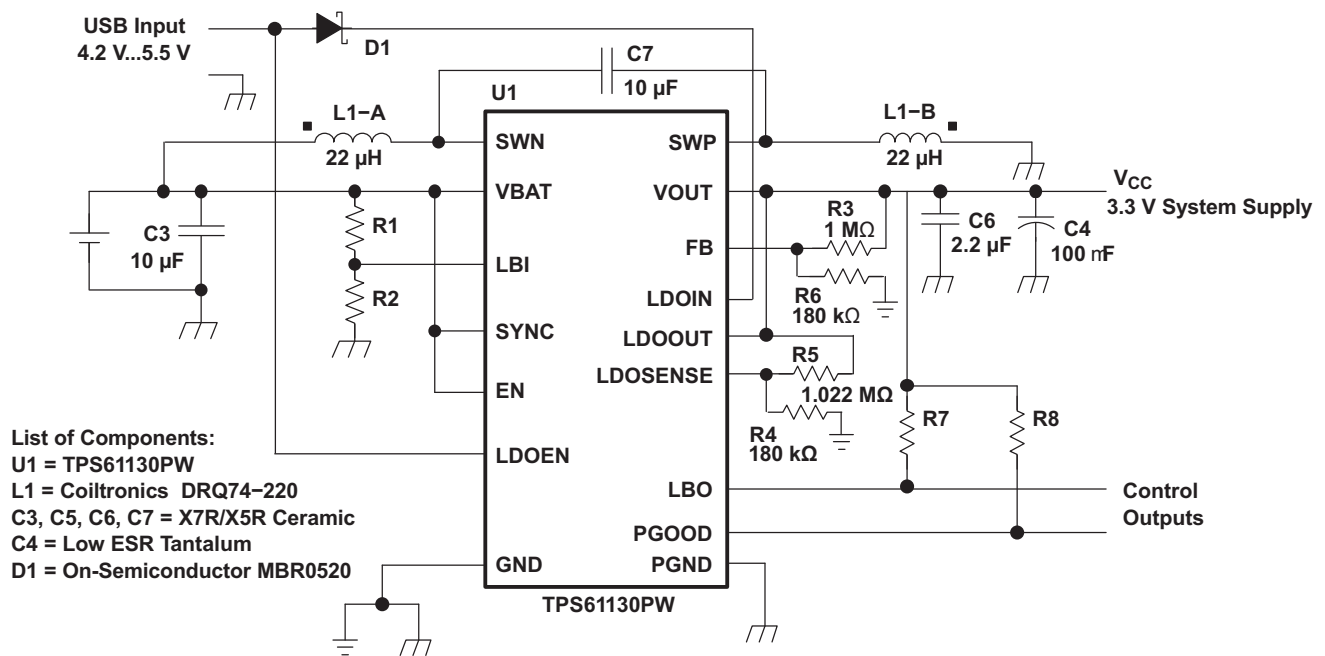 USB Input
4.2 V...5.5 V
D1
C7
10 µF
U1
L1−A
22 µH
L1−B
22 µH
SWN
SWP
VBAT
VOUT
VCC
3.3 V System Supply
C3
10 µF
R1
R3
1 MΩ
C6
2.2 µF
C4
100 mF
FB
LBI
R2
LDOIN
R6
180 kΩ
SYNC
LDOOUT
R5
1.022 MΩ
LDOSENSE
EN
R4
180 kΩ
R7
R8
List of Components:
U1 = TPS61130PW
L1 = Coiltronics DRQ74−220
C3, C5, C6, C7 = X7R/X5R Ceramic
C4 = Low ESR Tantalum
D1 = On-Semiconductor MBR0520
LDOEN
LBO
Control
Outputs
PGOOD
GND
PGND
TPS61130PW